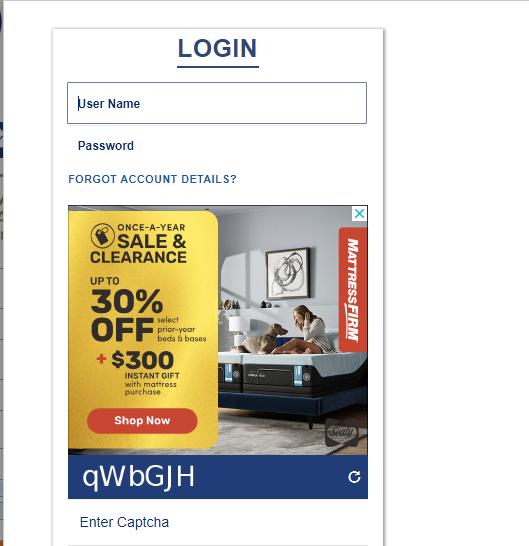 LOGIN
User Name
Password
FORGOT ACCOUNT DETAILS?
ONCE-A-YEAR
SALE &
CLEARANCE
UP TO
30%
OFF select
prior-year
beds & bases
+ $300
INSTANT GIFT
with mattress
purchase
Shop Now
MATTRESSFIRM
Sealy
qWbGJH
Enter Captcha